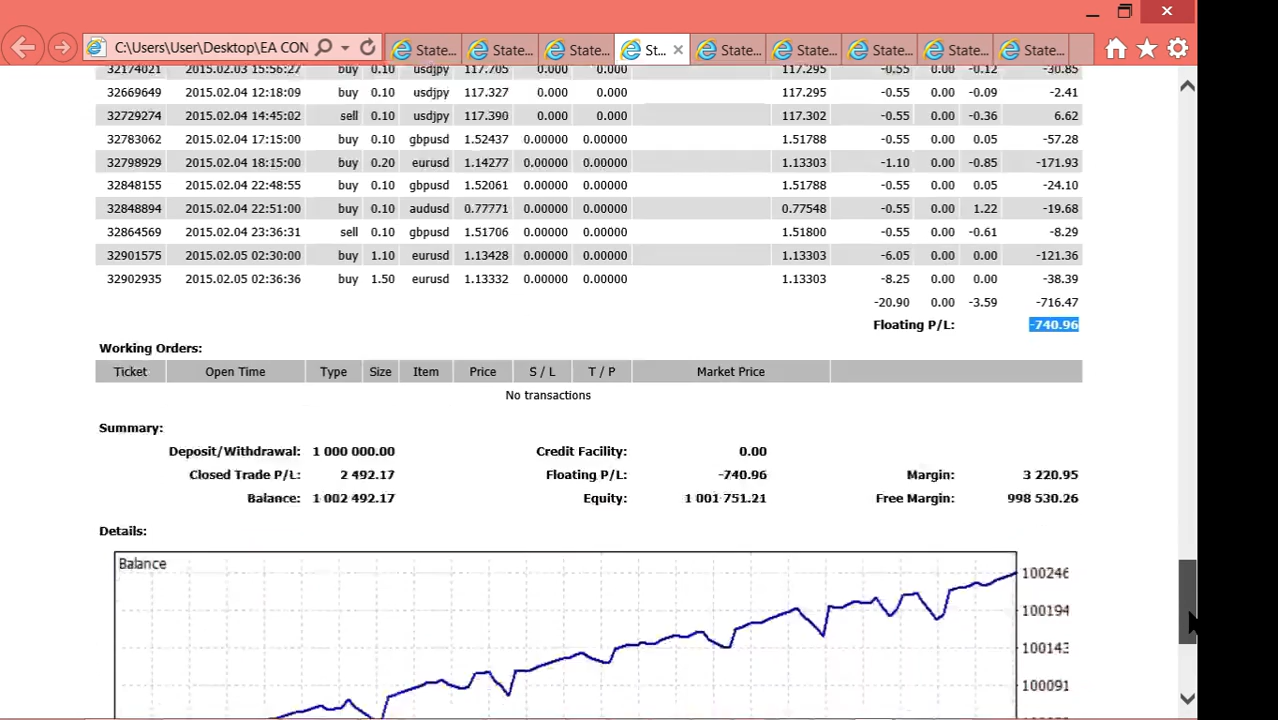 C:\Users\User\Desktop\EA CON
State...
State...
State...
St...
State...
State...
State...
State...
State...
32174021 2015.02.03 15:56:27 buy 0.10 usdjpy 117.705 0.000 0.000 117.295 -0.55 0.00 -0.12 -30.85
32669649 2015.02.04 12:18:09 buy 0.10 usdjpy 117.327 0.000 0.000 117.295 -0.55 0.00 -0.09 -2.41
32729274 2015.02.04 14:45:02 sell 0.10 usdjpy 117.390 0.000 0.000 117.302 -0.55 0.00 -0.36 6.62
32783062 2015.02.04 17:15:00 buy 0.10 gbpusd 1.52437 0.00000 0.00000 1.51788 -0.55 0.00 0.05 -57.28
32798929 2015.02.04 18:15:00 buy 0.20 eurusd 1.14277 0.00000 0.00000 1.13303 -1.10 0.00 -0.85 -171.93
32848155 2015.02.04 22:48:55 buy 0.10 gbpusd 1.52061 0.00000 0.00000 1.51788 -0.55 0.00 0.05 -24.10
32848894 2015.02.04 22:51:00 buy 0.10 audusd 0.77771 0.00000 0.00000 0.77548 -0.55 0.00 1.22 -19.68
32864569 2015.02.04 23:36:31 sell 0.10 gbpusd 1.51706 0.00000 0.00000 1.51800 -0.55 0.00 -0.61 -8.29
32901575 2015.02.05 02:30:00 buy 1.10 eurusd 1.13428 0.00000 0.00000 1.13303 -6.05 0.00 0.00 -121.36
32902935 2015.02.05 02:36:36 buy 1.50 eurusd 1.13332 0.00000 0.00000 1.13303 -8.25 0.00 0.00 -38.39
-20.90 0.00 -3.59 -716.47
Floating P/L: -740.96
Working Orders:
Ticket Open Time Type Size Item Price S / L T / P Market Price
No transactions
Summary:
Deposit/Withdrawal: 1 000 000.00 Credit Facility: 0.00
Closed Trade P/L: 2 492.17 Floating P/L: -740.96 Margin: 3 220.95
Balance: 1 002 492.17 Equity: 1 001 751.21 Free Margin: 998 530.26
Details:
Balance
100246
100194
100143
100091